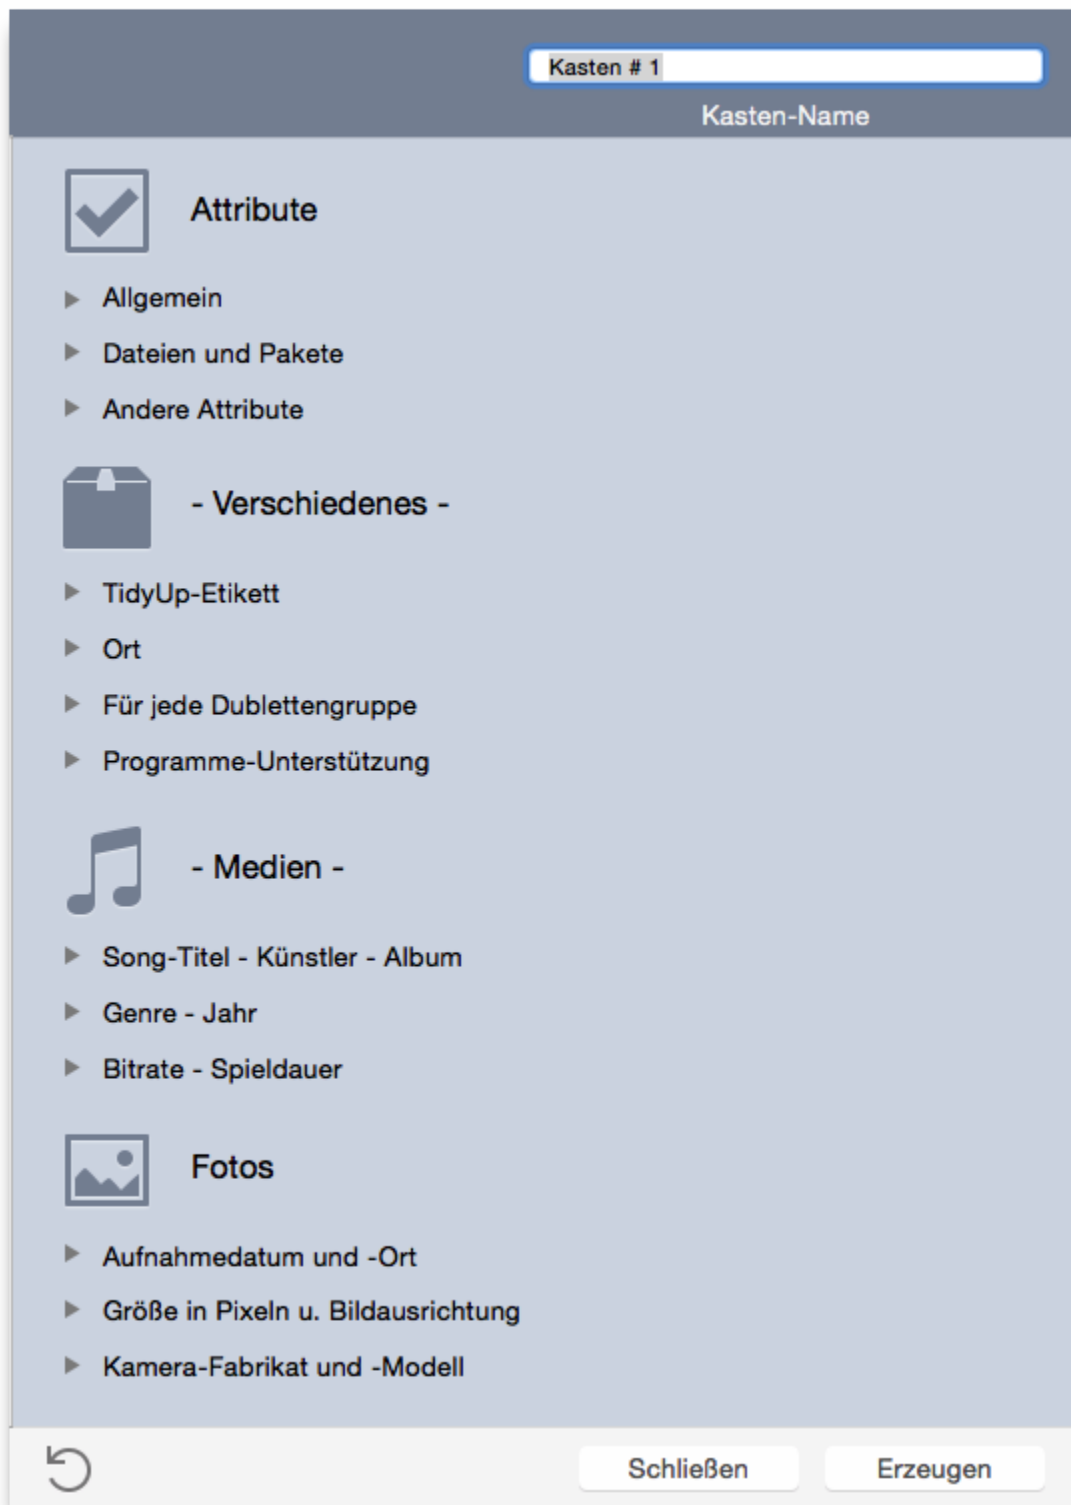 Kasten # 1
Kasten-Name
Attribute
Allgemein
Dateien und Pakete
Andere Attribute
- Verschiedenes -
TidyUp-Etikett
Ort
Für jede Dublettengruppe
Programme-Unterstützung
- Medien -
Song-Titel - Künstler - Album
Genre - Jahr
Bitrate - Spieldauer
Fotos
Aufnahmedatum und -Ort
Größe in Pixeln u. Bildausrichtung
Kamera-Fabrikat und -Modell
Schließen
Erzeugen